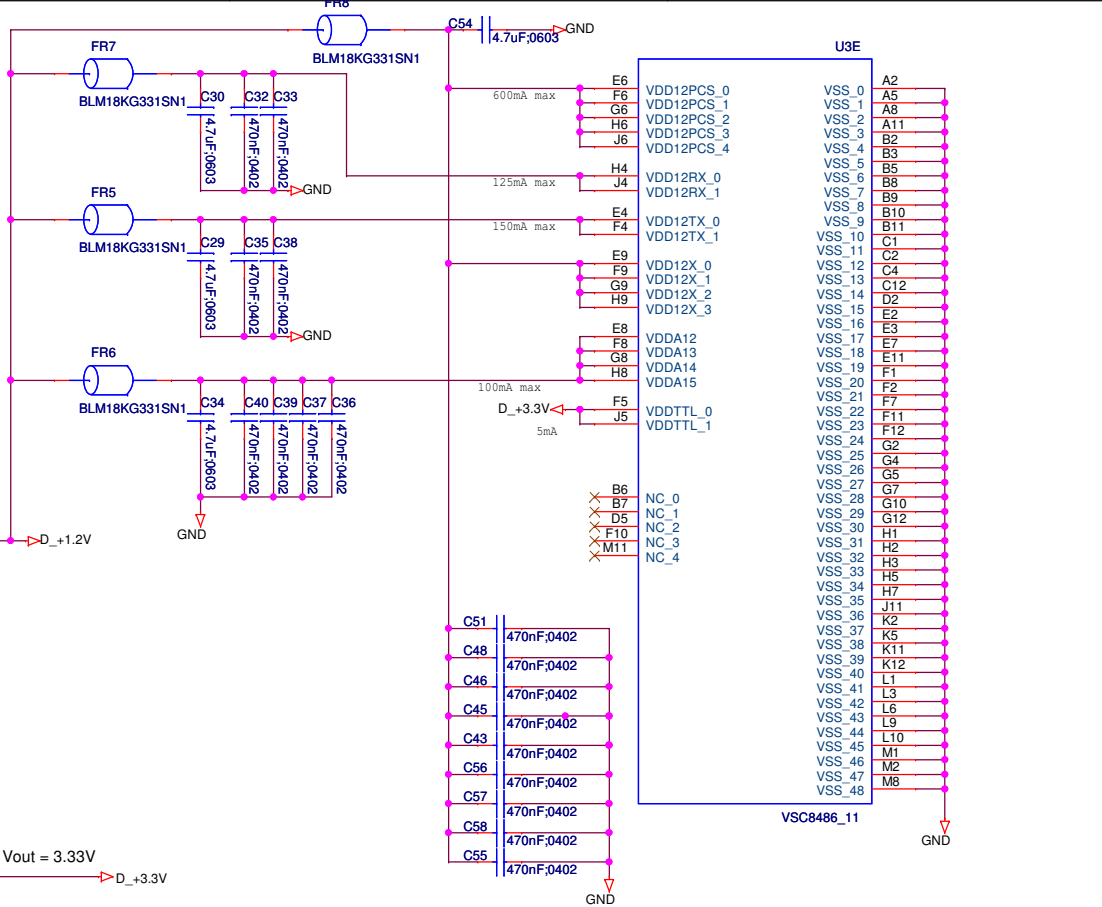 FR8
C54
4.7uF;0603
GND
BLM18KG331SN1
FR7
BLM18KG331SN1
C30
C32
C33
4.7uF;0603
470nF;0402
470nF;0402
GND
FR5
BLM18KG331SN1
C29
C35
C38
4.7uF;0603
470nF;0402
470nF;0402
GND
FR6
BLM18KG331SN1
C34
C40
C39
C37
C36
4.7uF;0603
470nF;0402
470nF;0402
470nF;0402
470nF;0402
GND
D_+1.2V
Vout = 3.33V
D_+3.3V
600mA max
125mA max
150mA max
100mA max
D_+3.3V
5mA
U3E
E6 VDD12PCS_0
F6 VDD12PCS_1
G6 VDD12PCS_2
H6 VDD12PCS_3
J6 VDD12PCS_4
H4 VDD12RX_0
J4 VDD12RX_1
E4 VDD12TX_0
F4 VDD12TX_1
E9 VDD12X_0
F9 VDD12X_1
G9 VDD12X_2
H9 VDD12X_3
E8 VDDA12
F8 VDDA13
G8 VDDA14
H8 VDDA15
F5 VDDTTL_0
J5 VDDTTL_1
B6 NC_0
B7 NC_1
D5 NC_2
F10 NC_3
M11 NC_4
VSS_0 A2
VSS_1 A5
VSS_2 A8
VSS_3 A11
VSS_4 B2
VSS_5 B3
VSS_6 B5
VSS_7 B8
VSS_8 B9
VSS_9 B10
VSS_10 B11
VSS_11 C1
VSS_12 C2
VSS_13 C4
VSS_14 C12
VSS_15 D2
VSS_16 E2
VSS_17 E3
VSS_18 E7
VSS_19 E11
VSS_20 F1
VSS_21 F2
VSS_22 F7
VSS_23 F11
VSS_24 F12
VSS_25 G2
VSS_26 G4
VSS_27 G5
VSS_28 G7
VSS_29 G10
VSS_30 G12
VSS_31 H1
VSS_32 H2
VSS_33 H3
VSS_34 H5
VSS_35 H7
VSS_36 J11
VSS_37 K2
VSS_38 K5
VSS_39 K11
VSS_40 K12
VSS_41 L1
VSS_42 L3
VSS_43 L6
VSS_44 L9
VSS_45 L10
VSS_46 M1
VSS_47 M2
VSS_48 M8
VSC8486_11
GND
C51 470nF;0402
C48 470nF;0402
C46 470nF;0402
C45 470nF;0402
C43 470nF;0402
C56 470nF;0402
C57 470nF;0402
C58 470nF;0402
C55 470nF;0402
GND